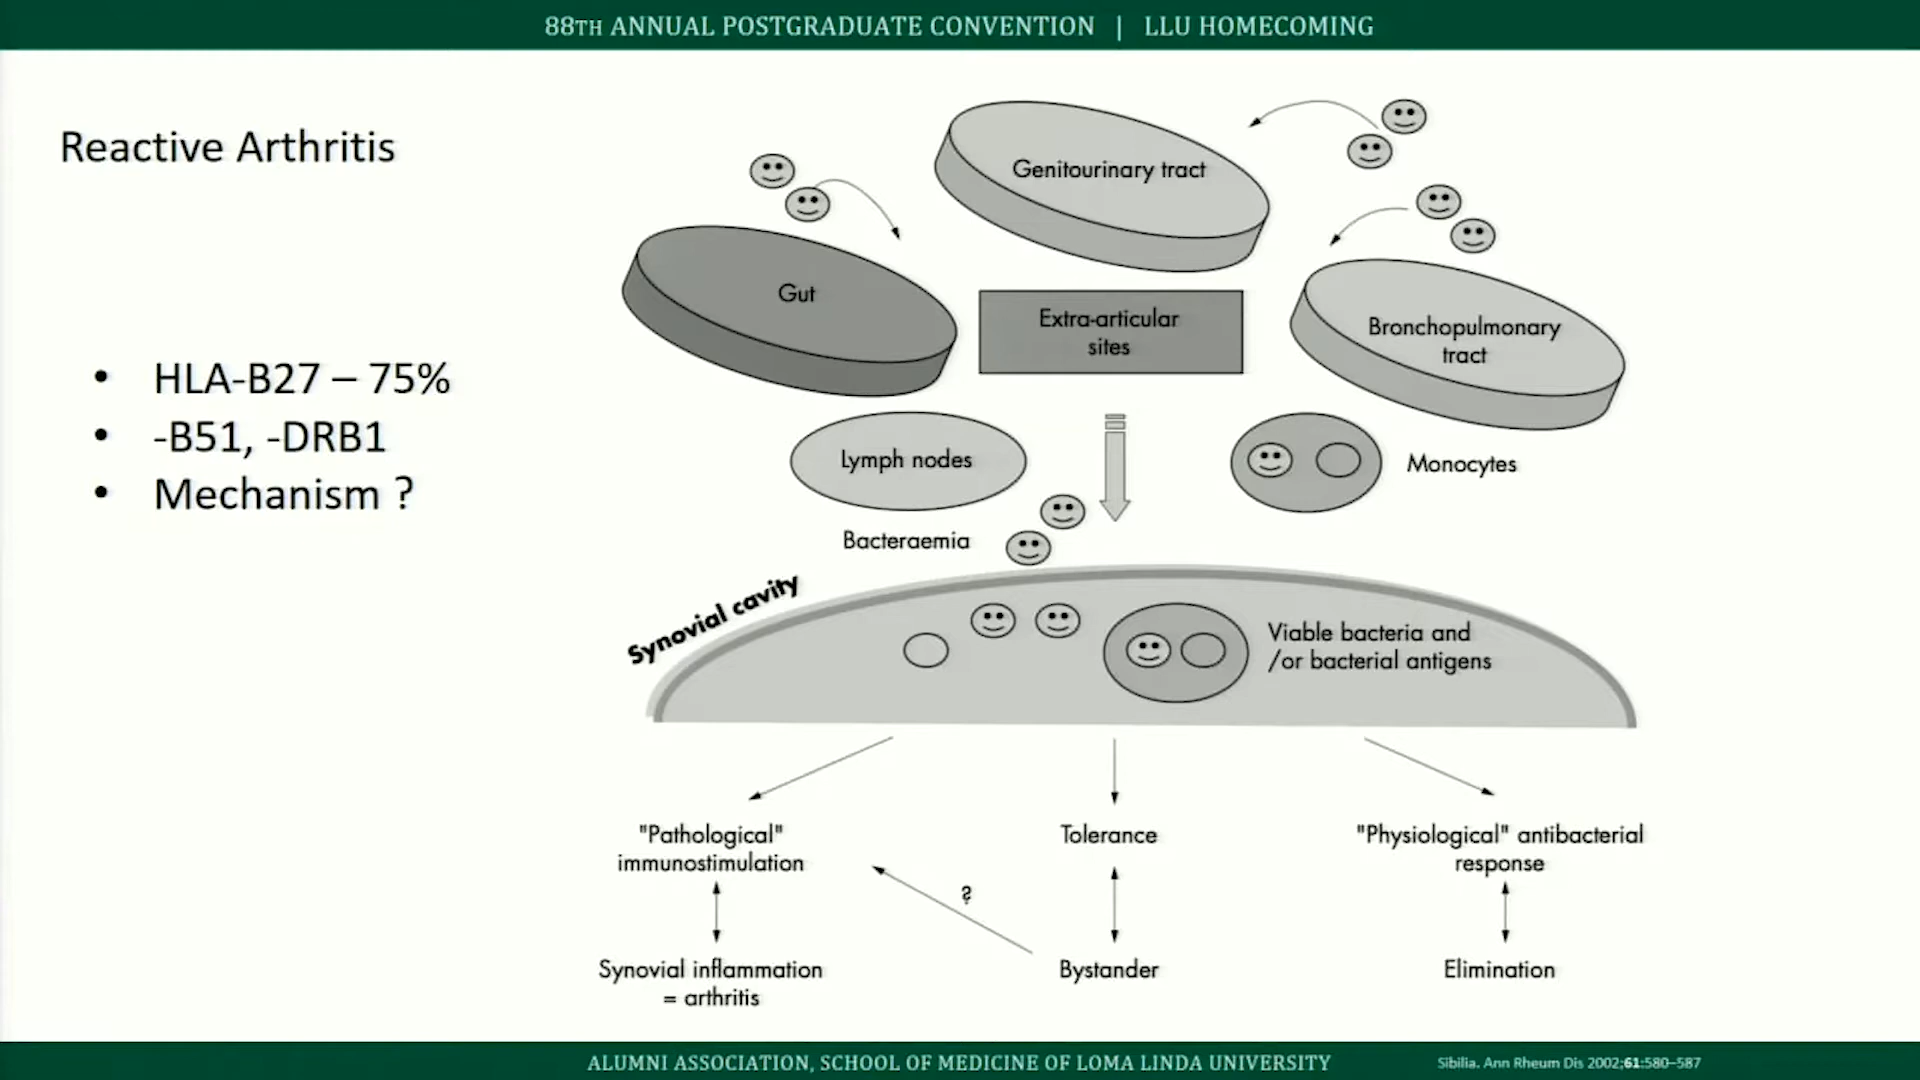 88TH ANNUAL POSTGRADUATE CONVENTION | LLU HOMECOMING
Reactive Arthritis
• HLA-B27 – 75%
• -B51, -DRB1
• Mechanism ?
Genitourinary tract
Gut
Extra-articular
sites
Bronchopulmonary
tract
Lymph nodes
Monocytes
Bacteraemia
Synovial cavity
Viable bacteria and
/or bacterial antigens
"Pathological"
immunostimulation
Tolerance
"Physiological" antibacterial
response
?
Synovial inflammation
= arthritis
Bystander
Elimination
ALUMNI ASSOCIATION, SCHOOL OF MEDICINE OF LOMA LINDA UNIVERSITY
Sibilia. Ann Rheum Dis 2002;61:580–587